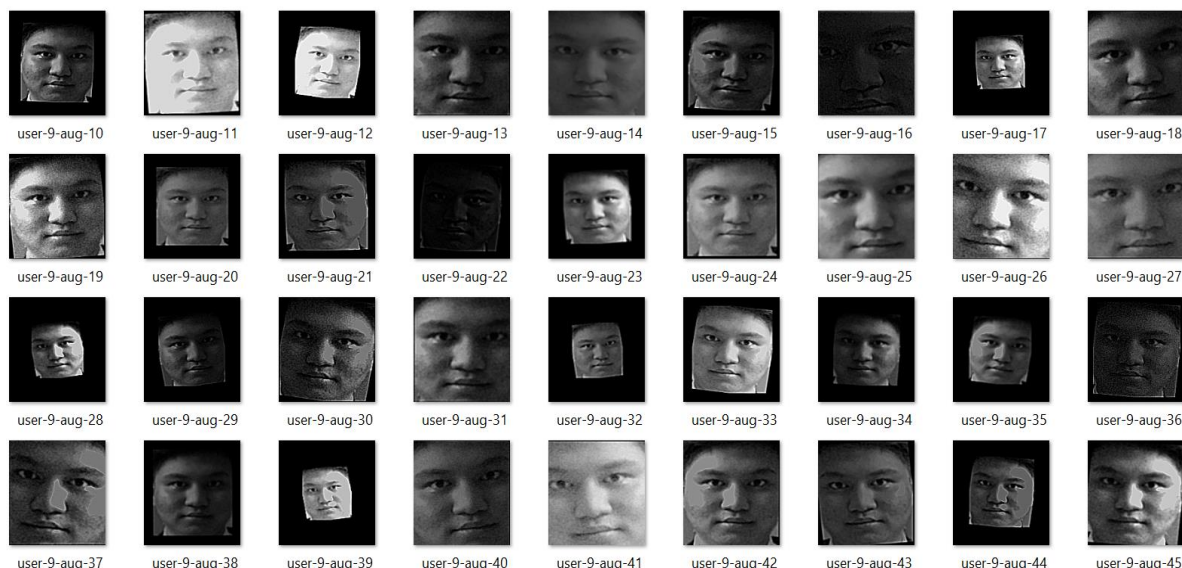 user-9-aug-10 user-9-aug-11 user-9-aug-12 user-9-aug-13 user-9-aug-14 user-9-aug-15 user-9-aug-16 user-9-aug-17 user-9-aug-18
user-9-aug-19 user-9-aug-20 user-9-aug-21 user-9-aug-22 user-9-aug-23 user-9-aug-24 user-9-aug-25 user-9-aug-26 user-9-aug-27
user-9-aug-28 user-9-aug-29 user-9-aug-30 user-9-aug-31 user-9-aug-32 user-9-aug-33 user-9-aug-34 user-9-aug-35 user-9-aug-36
user-9-aug-37 user-9-aug-38 user-9-aug-39 user-9-aug-40 user-9-aug-41 user-9-aug-42 user-9-aug-43 user-9-aug-44 user-9-aug-45